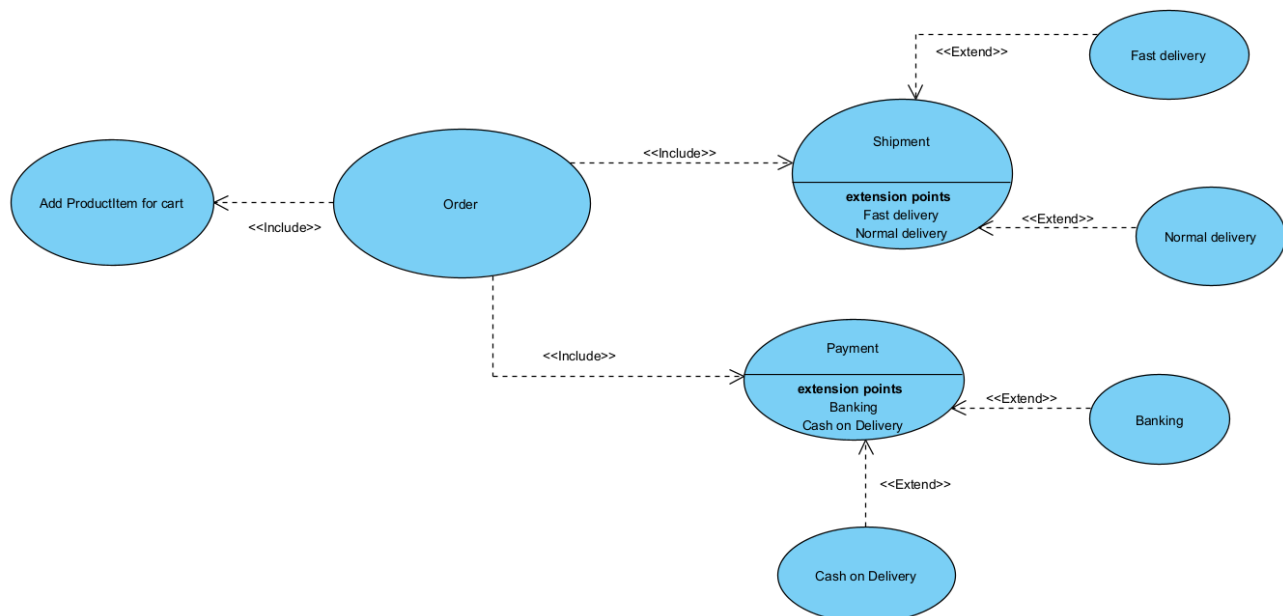 <<Extend>>
Fast delivery
Shipment
<<Include>>
extension points
Fast delivery
Normal delivery
<<Extend>>
Normal delivery
Add ProductItem for cart
<<Include>>
Order
Payment
<<Include>>
extension points
Banking
Cash on Delivery
<<Extend>>
Banking
<<Extend>>
Cash on Delivery